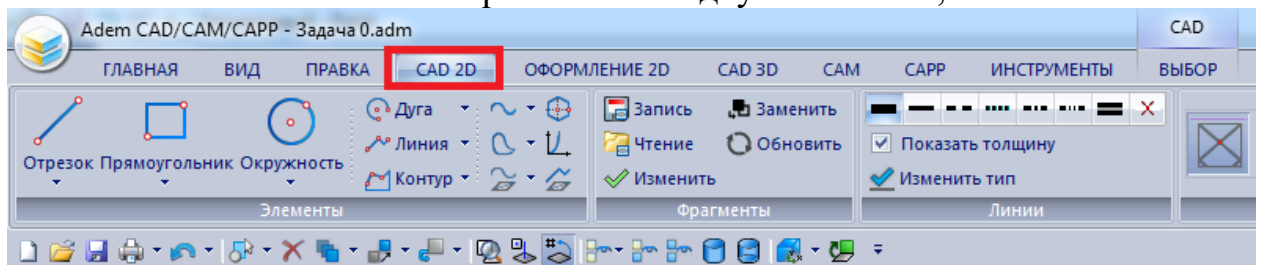 Adem CAD/CAM/CAPP - Задача 0.adm CAD
ГЛАВНАЯ ВИД ПРАВКА CAD 2D ОФОРМЛЕНИЕ 2D CAD 3D CAM CAPP ИНСТРУМЕНТЫ ВЫБОР
Дуга Запись Заменить
Линия Чтение Обновить Показать толщину
Отрезок Прямоугольник Окружность
Контур Изменить Изменить тип
Элементы Фрагменты Линии